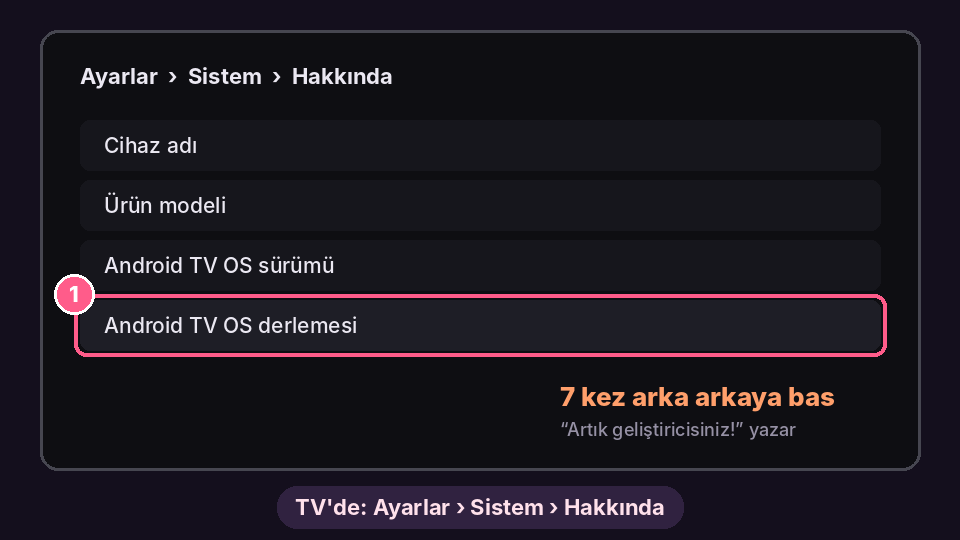 Ayarlar › Sistem › Hakkında
Cihaz adı
Ürün modeli
Android TV OS sürümü
1
Android TV OS derlemesi
7 kez arka arkaya bas
“Artık geliştiricisiniz!” yazar
TV'de: Ayarlar › Sistem › Hakkında